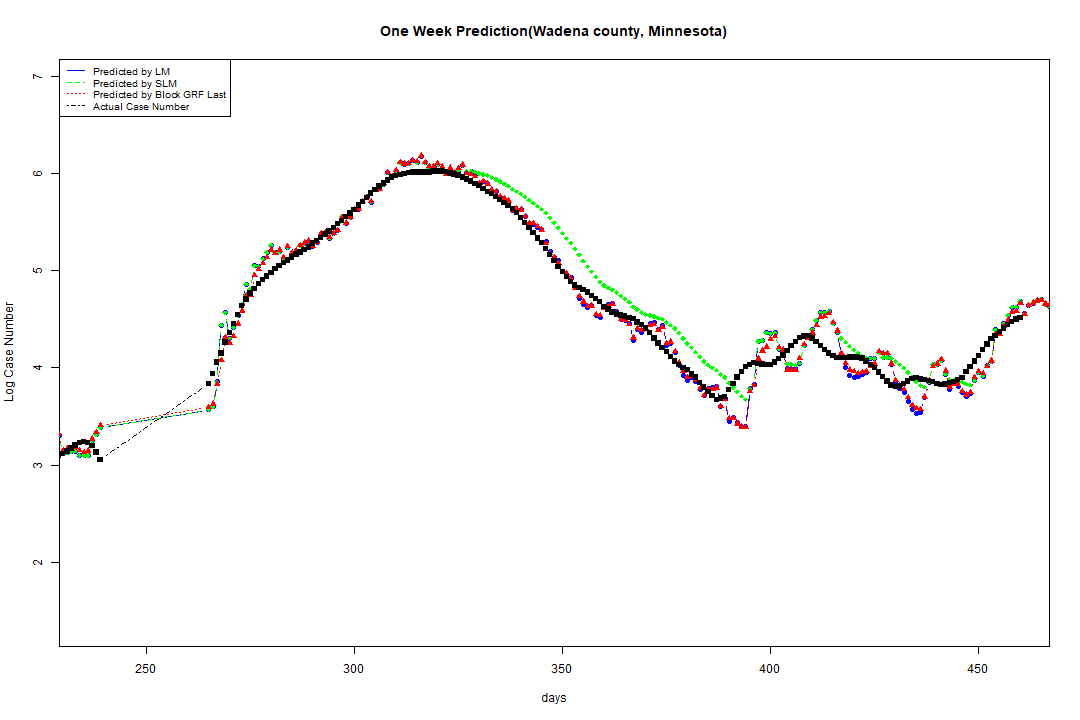 One Week Prediction(Wadena county, Minnesota)
Predicted by LM
Predicted by SLM
Predicted by Block GRF Last
Actual Case Number
7
6
5
4
3
2
Log Case Number
250 300 350 400 450
days